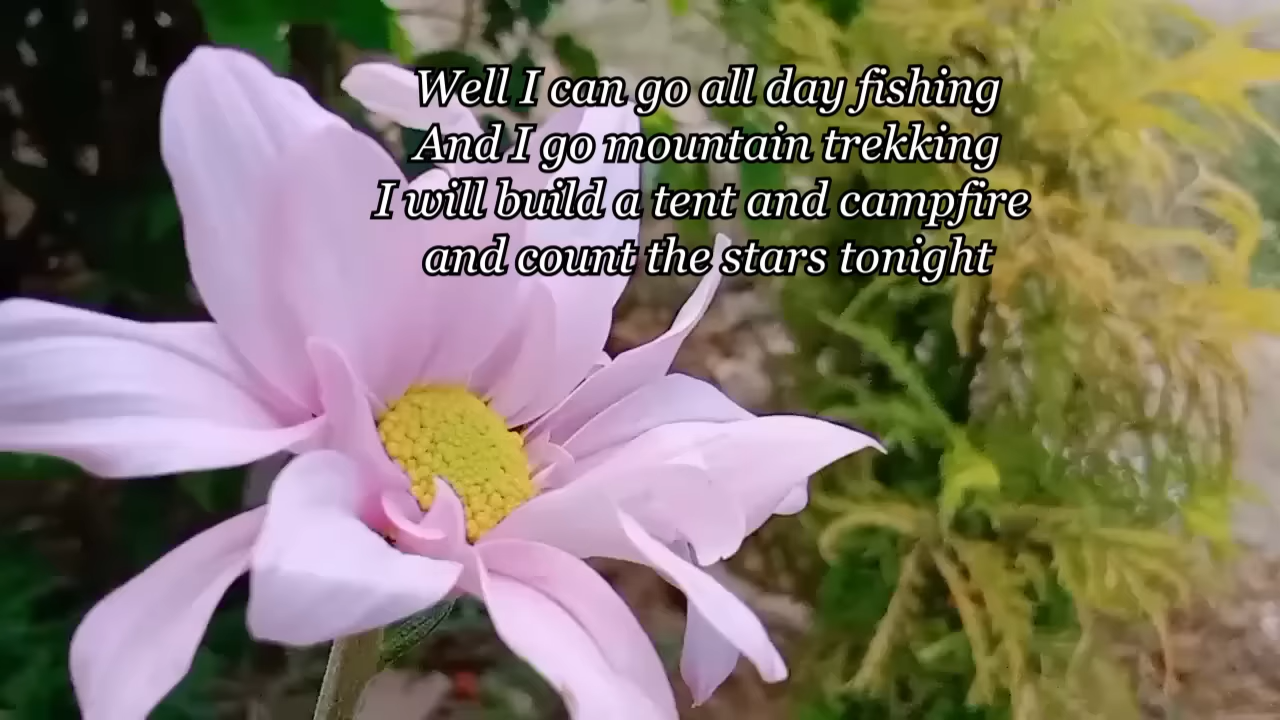 Well I can go all day fishing
And I go mountain trekking
I will build a tent and campfire
and count the stars tonight